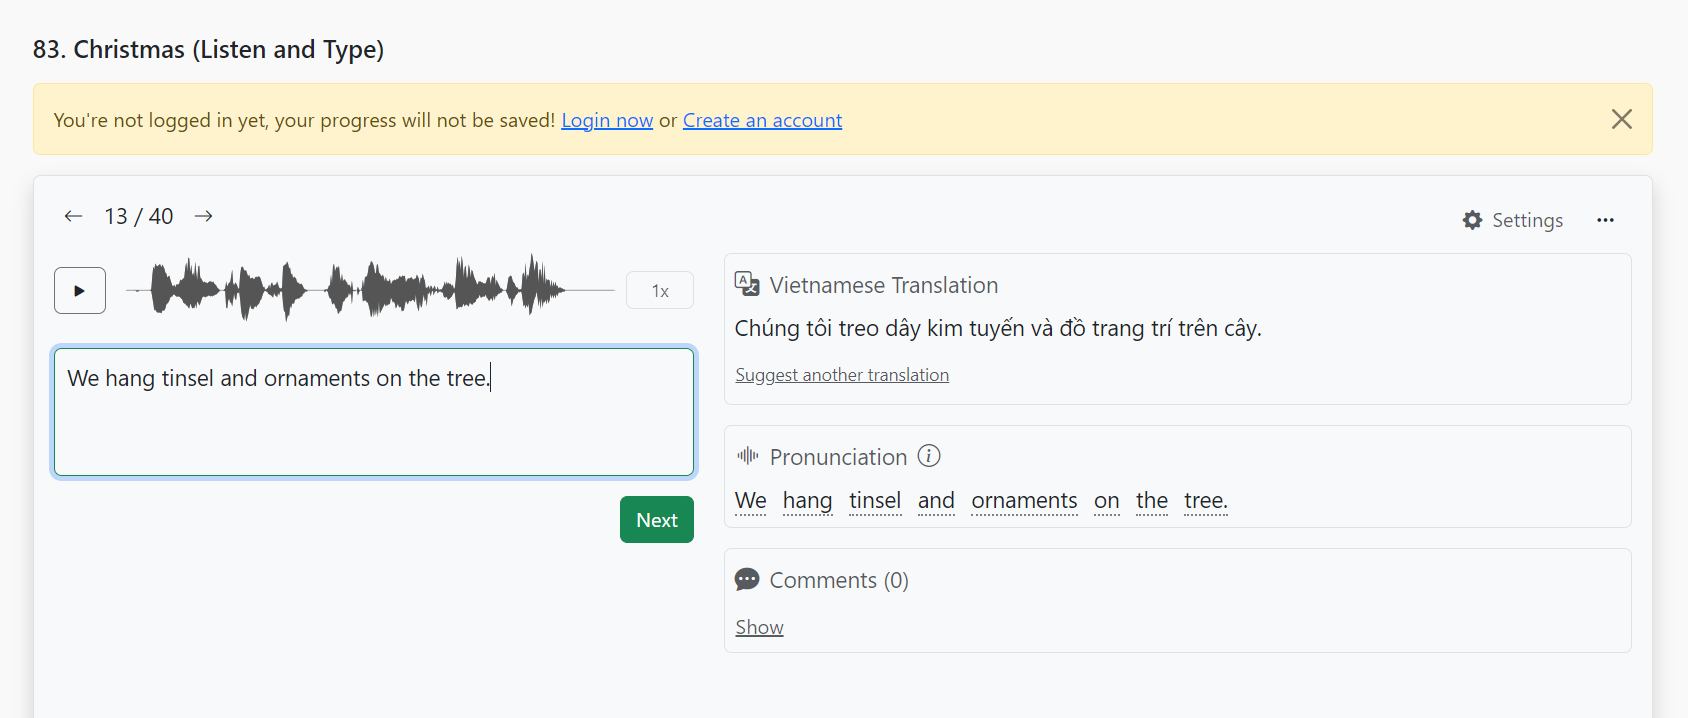 83. Christmas (Listen and Type)
You're not logged in yet, your progress will not be saved! Login now or Create an account
13 / 40
Settings
1x
We hang tinsel and ornaments on the tree.
Next
Vietnamese Translation
Chúng tôi treo dây kim tuyến và đồ trang trí trên cây.
Suggest another translation
Pronunciation
We hang tinsel and ornaments on the tree.
Comments (0)
Show